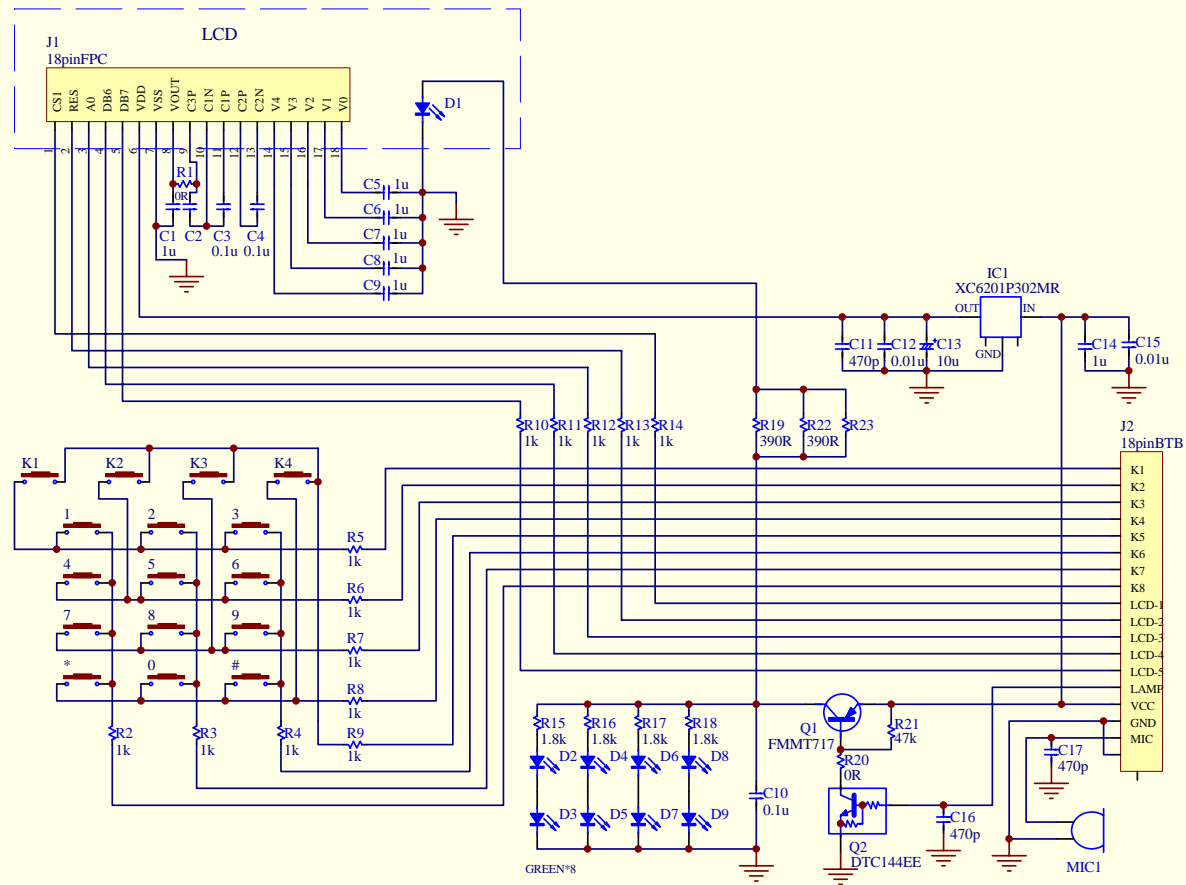 LCD
J1
18pinFPC
CS1
RES
A0
DB6
DB7
VDD
VSS
VOUT
C3P
C1N
C1P
C2P
C2N
V4
V3
V2
V1
V0
D1
1
2
3
4
5
6
7
8
9
10
11
12
13
14
15
16
17
18
R1
0R
C1
1u
C2
C3
0.1u
C4
0.1u
C5 1u
C6 1u
C7 1u
C8 1u
C9 1u
IC1
XC6201P302MR
OUT
IN
GND
C11
470p
C12
0.01u
C13
10u
C14
1u
C15
0.01u
R10
1k
R11
1k
R12
1k
R13
1k
R14
1k
R19
390R
R22
390R
R23
J2
18pinBTB
K1
K2
K3
K4
K5
K6
K7
K8
LCD-1
LCD-2
LCD-3
LCD-4
LCD-5
LAMP
VCC
GND
MIC
K1
K2
K3
K4
1
2
3
4
5
6
7
8
9
*
0
#
R5
1k
R6
1k
R7
1k
R8
1k
R9
1k
R2
1k
R3
1k
R4
1k
R15
1.8k
R16
1.8k
R17
1.8k
R18
1.8k
D2
D4
D6
D8
D3
D5
D7
D9
GREEN*8
C10
0.1u
Q1
FMMT717
R21
47k
R20
0R
Q2
DTC144EE
C16
470p
C17
470p
MIC1